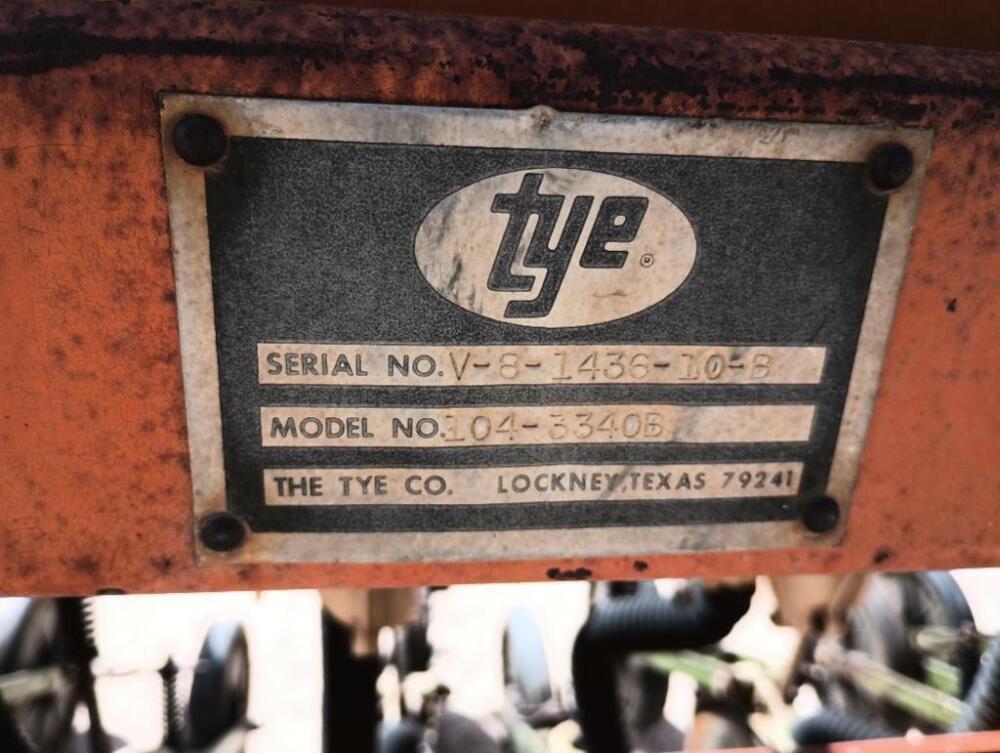 tye ®
SERIAL NO. V-8-1436-10-B
MODEL NO. 104-3340B
THE TYE CO. LOCKNEY, TEXAS 79241